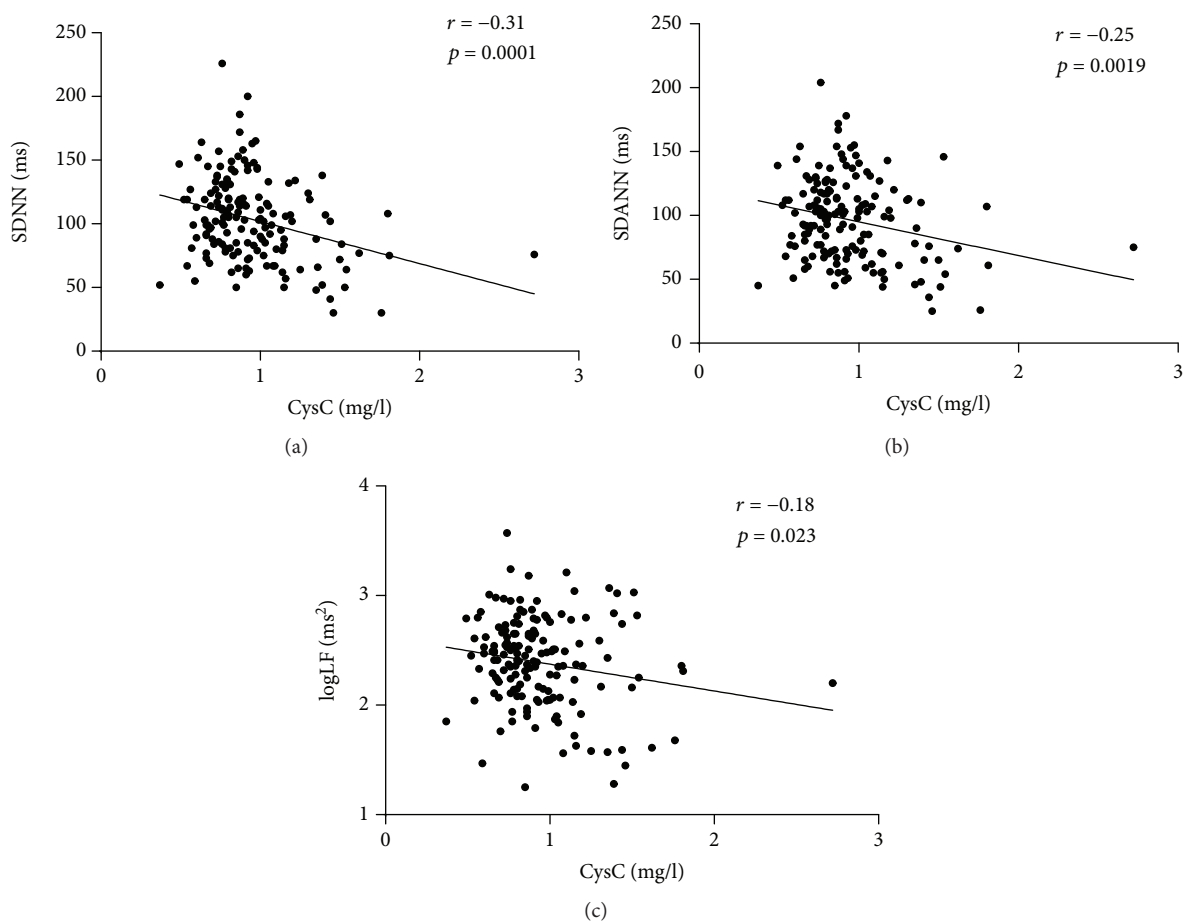 r = −0.31
p = 0.0001
250
200
150
100
50
0
SDNN (ms)
0 1 2 3
CysC (mg/l)
(a)
r = −0.25
p = 0.0019
250
200
150
100
50
0
SDANN (ms)
0 1 2 3
CysC (mg/l)
(b)
r = −0.18
p = 0.023
4
3
2
1
logLF (ms²)
0 1 2 3
CysC (mg/l)
(c)